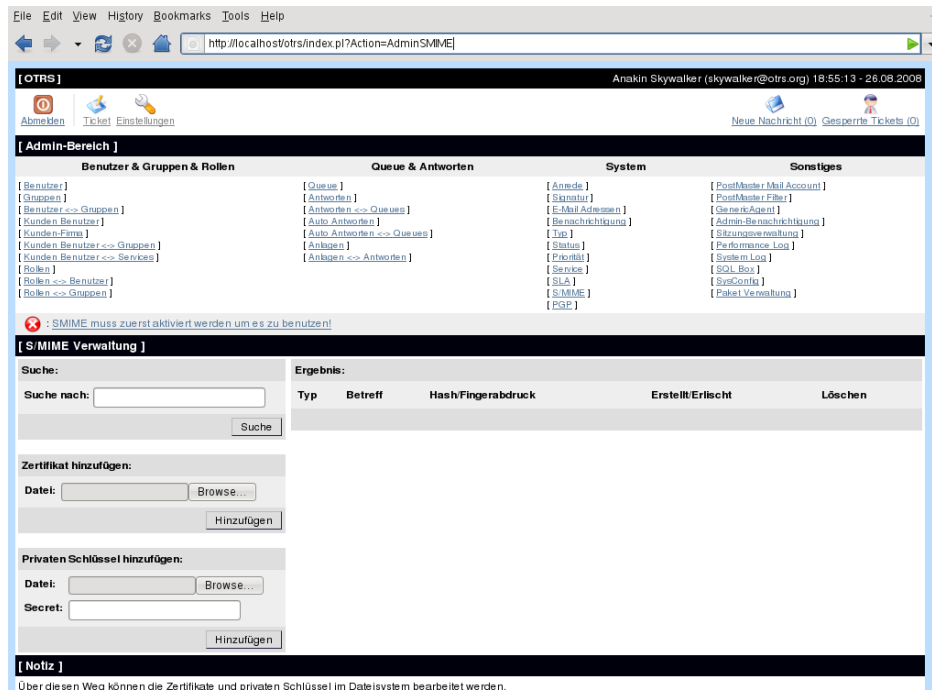 File Edit View History Bookmarks Tools Help
http://localhost/otrs/index.pl?Action=AdminSMIME
[ OTRS ] Anakin Skywalker (skywalker@otrs.org) 18:55:13 - 26.08.2008
Abmelden Ticket Einstellungen Neue Nachricht (0) Gesperrte Tickets (0)
[ Admin-Bereich ]
Benutzer & Gruppen & Rollen Queue & Antworten System Sonstiges
[ Benutzer ] [ Queue ] [ Anrede ] [ PostMaster Mail Account ]
[ Gruppen ] [ Antworten ] [ Signatur ] [ PostMaster Filter ]
[ Benutzer <-> Gruppen ] [ Antworten <-> Queues ] [ E-Mail Adressen ] [ GenericAgent ]
[ Kunden Benutzer ] [ Auto Antworten ] [ Benachrichtigung ] [ Admin-Benachrichtigung ]
[ Kunden-Firma ] [ Auto Antworten <-> Queues ] [ Typ ] [ Sitzungsverwaltung ]
[ Kunden Benutzer <-> Gruppen ] [ Anlagen ] [ Status ] [ Performance Log ]
[ Kunden Benutzer <-> Services ] [ Anlagen <-> Antworten ] [ Priorität ] [ System Log ]
[ Rollen ] [ Service ] [ SQL Box ]
[ Rollen <-> Benutzer ] [ SLA ] [ SysConfig ]
[ Rollen <-> Gruppen ] [ S/MIME ] [ Paket Verwaltung ]
[ PGP ]
: SMIME muss zuerst aktiviert werden um es zu benutzen!
[ S/MIME Verwaltung ]
Suche: Ergebnis:
Suche nach: Typ Betreff Hash/Fingerabdruck Erstellt/Erlischt Löschen
Suche
Zertifikat hinzufügen:
Datei: Browse...
Hinzufügen
Privaten Schlüssel hinzufügen:
Datei: Browse...
Secret:
Hinzufügen
[ Notiz ]
Über diesen Weg können die Zertifikate und privaten Schlüssel im Dateisystem bearbeitet werden.